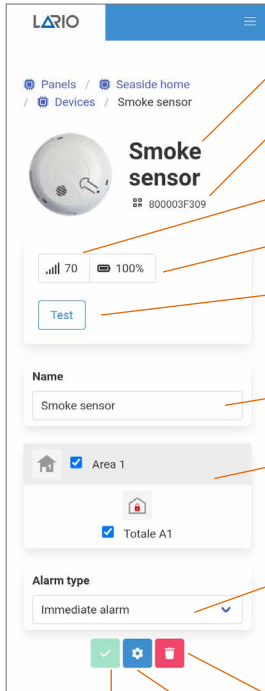 LARIO
Panels / Seaside home
/ Devices / Smoke sensor
Smoke
sensor
800003F309
70 100%
Test
Name
Smoke sensor
Area 1
Totale A1
Alarm type
Immediate alarm